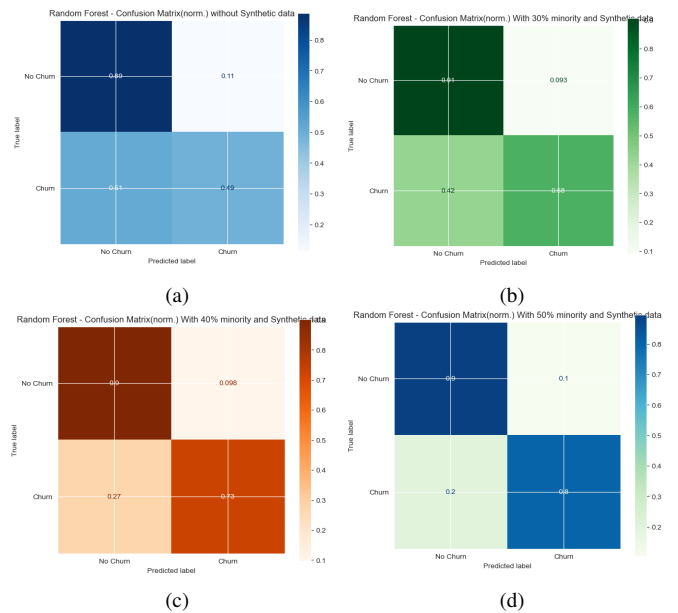 Random Forest - Confusion Matrix(norm.) without Synthetic data
True label
No Churn
0.89
0.11
Churn
0.51
0.49
No Churn
Churn
Predicted label
0.8
0.7
0.6
0.5
0.4
0.3
0.2
(a)
Random Forest - Confusion Matrix(norm.) With 30% minority and Synthetic data
True label
No Churn
0.91
0.093
Churn
0.42
0.58
No Churn
Churn
Predicted label
0.9
0.8
0.7
0.6
0.5
0.4
0.3
0.2
0.1
(b)
Random Forest - Confusion Matrix(norm.) With 40% minority and Synthetic data
True label
No Churn
0.9
0.098
Churn
0.27
0.73
No Churn
Churn
Predicted label
0.8
0.7
0.6
0.5
0.4
0.3
0.2
0.1
(c)
Random Forest - Confusion Matrix(norm.) With 50% minority and Synthetic data
True label
No Churn
0.9
0.1
Churn
0.2
0.8
No Churn
Churn
Predicted label
0.8
0.7
0.6
0.5
0.4
0.3
0.2
(d)